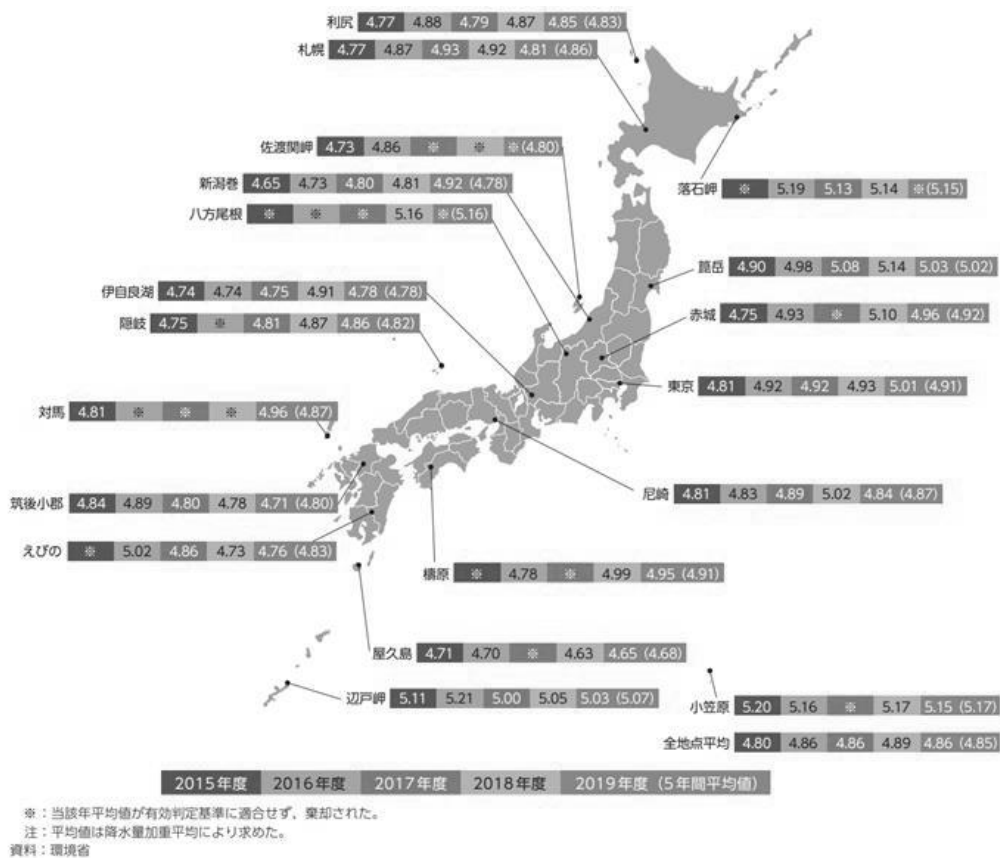 利尻 4.77 4.88 4.79 4.87 4.85 (4.83)
札幌 4.77 4.87 4.93 4.92 4.81 (4.86)
佐渡関岬 4.73 4.86 ※ ※ ※(4.80)
新潟巻 4.65 4.73 4.80 4.81 4.92 (4.78)
落石岬 ※ 5.19 5.13 5.14 ※(5.15)
八方尾根 ※ ※ ※ 5.16 ※(5.16)
箟岳 4.90 4.98 5.08 5.14 5.03 (5.02)
伊自良湖 4.74 4.74 4.75 4.91 4.78 (4.78)
赤城 4.75 4.93 ※ 5.10 4.96 (4.92)
隠岐 4.75 ※ 4.81 4.87 4.86 (4.82)
東京 4.81 4.92 4.92 4.93 5.01 (4.91)
対馬 4.81 ※ ※ ※ 4.96 (4.87)
尼崎 4.81 4.83 4.89 5.02 4.84 (4.87)
筑後小郡 4.84 4.89 4.80 4.78 4.71 (4.80)
えびの ※ 5.02 4.86 4.73 4.76 (4.83)
檮原 ※ 4.78 ※ 4.99 4.95 (4.91)
屋久島 4.71 4.70 ※ 4.63 4.65 (4.68)
辺戸岬 5.11 5.21 5.00 5.05 5.03 (5.07)
小笠原 5.20 5.16 ※ 5.17 5.15 (5.17)
全地点平均 4.80 4.86 4.86 4.89 4.86 (4.85)
2015年度 2016年度 2017年度 2018年度 2019年度（5年間平均値）
※：当該年平均値が有効判定基準に適合せず、棄却された。
注：平均値は降水量加重平均により求めた。
資料：環境省